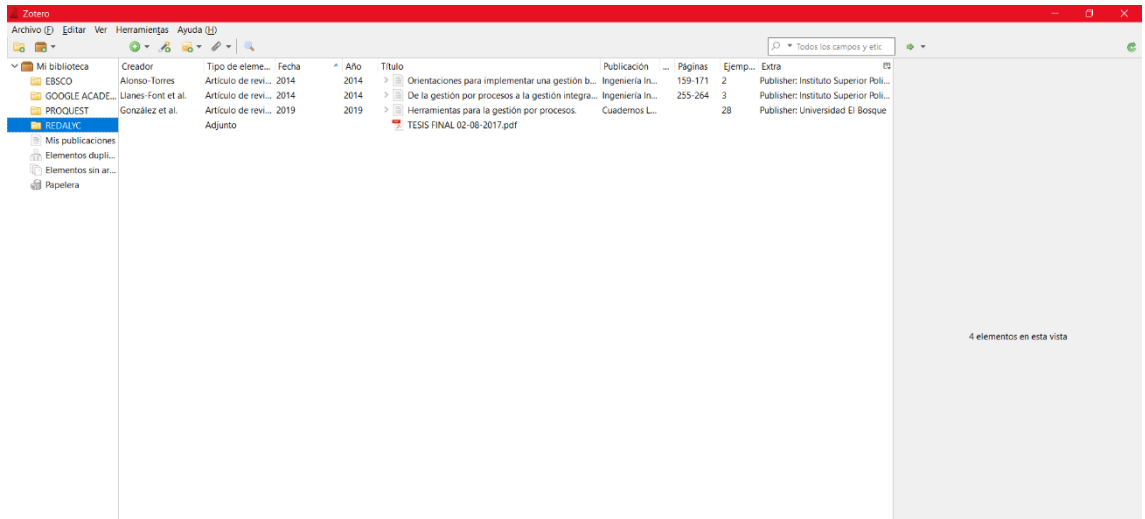 Zotero
Archivo (F) Editar Ver Herramientas Ayuda (H)
Todos los campos y etic
Mi biblioteca
EBSCO
GOOGLE ACADE...
PROQUEST
REDALYC
Mis publicaciones
Elementos dupli...
Elementos sin ar...
Papelera
Creador Tipo de eleme... Fecha Año Título Publicación ... Páginas Ejemp... Extra
Alonso-Torres Artículo de revi... 2014 2014 Orientaciones para implementar una gestión b... Ingeniería In... 159-171 2 Publisher: Instituto Superior Poli...
Llanes-Font et al. Artículo de revi... 2014 2014 De la gestión por procesos a la gestión integra... Ingeniería In... 255-264 3 Publisher: Instituto Superior Poli...
González et al. Artículo de revi... 2019 2019 Herramientas para la gestión por procesos. Cuadernos L... 28 Publisher: Universidad El Bosque
Adjunto TESIS FINAL 02-08-2017.pdf
4 elementos en esta vista